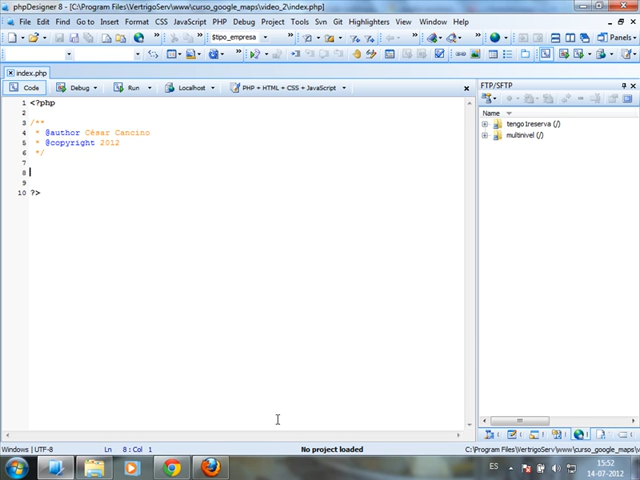 phpDesigner 8 - [C:\Program Files\VertrigoServ\www\curso_google_maps\video_2\index.php]
File Edit Find Go to Insert Format CSS JavaScript PHP Debug Project Tools Index SVN Git Highlighters View Window Help
$tipo_empresa
Panels
index.php
Code Debug Run Localhost PHP + HTML + CSS + JavaScript
FTP/SFTP
Name
tengo1reserva (/)
multinivel (/)
1 <?php
2
3 /**
4 * @author César Cancino
5 * @copyright 2012
6 */
7
8
9
10 ?>
Windows | UTF-8 Ln 8 : Col 1 No project loaded C:\Program Files\VertrigoServ\www\curso_google_maps\video_2\index.php
ES 15:52
14-07-2012